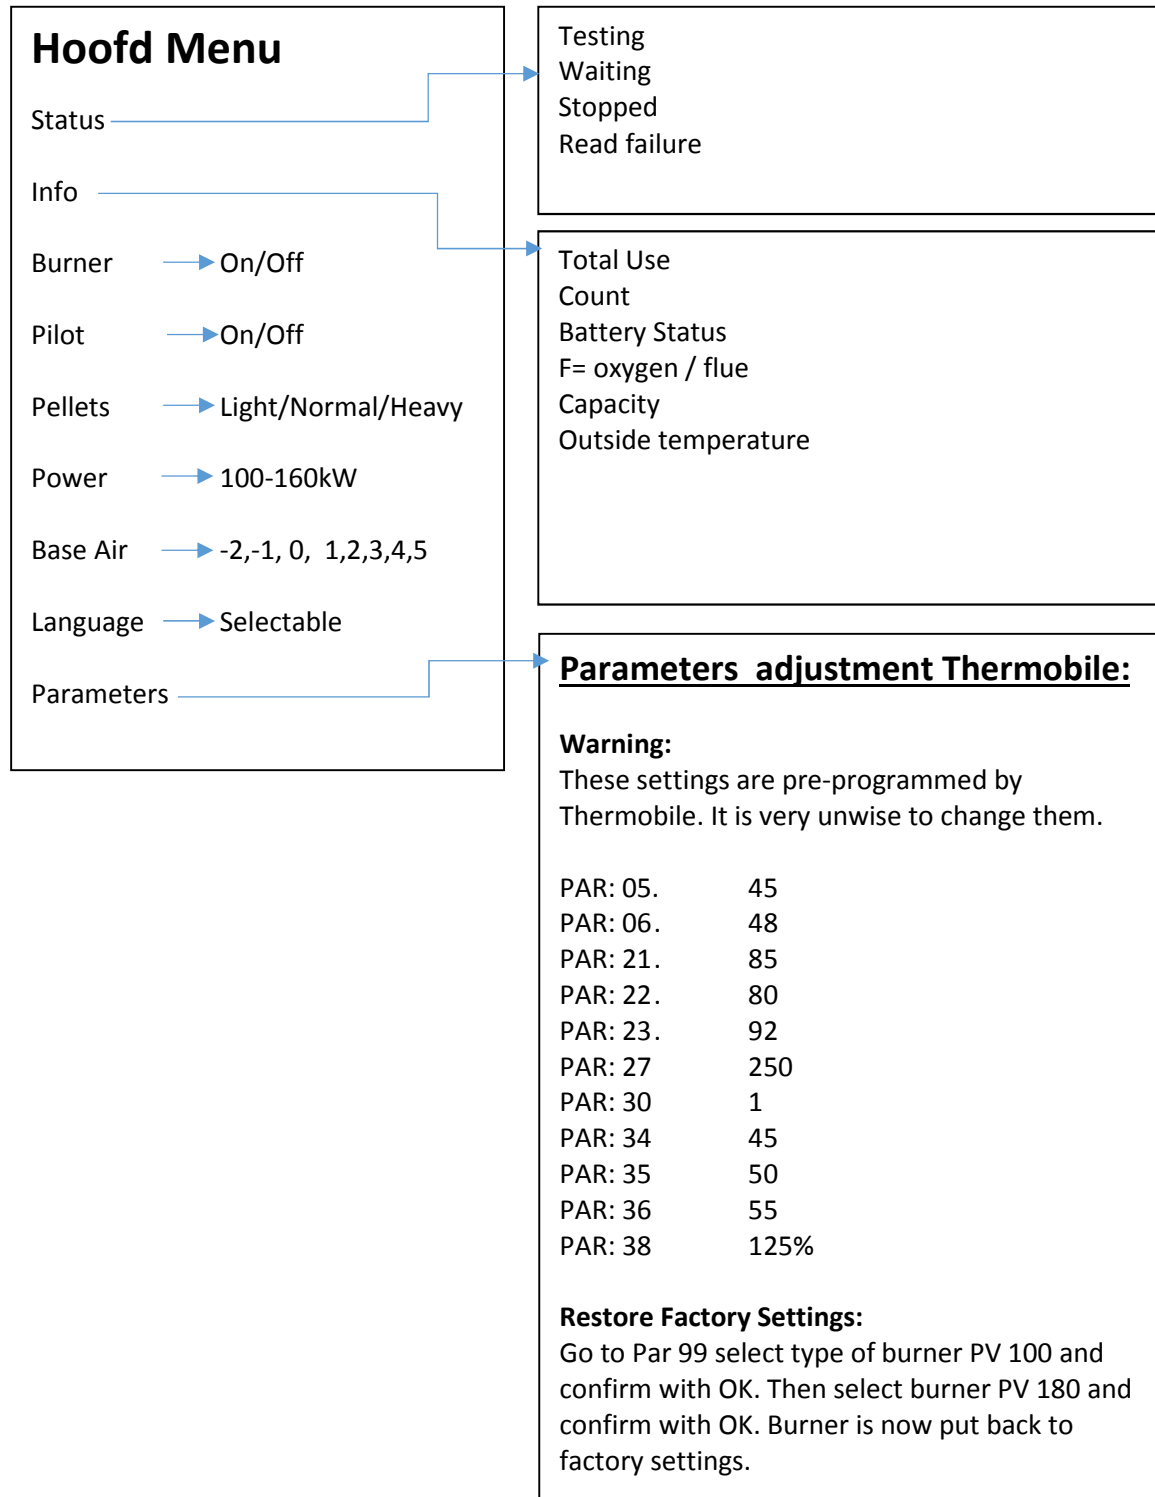 Hoofd Menu
Status
Info
Burner On/Off
Pilot On/Off
Pellets Light/Normal/Heavy
Power 100-160kW
Base Air -2,-1, 0, 1,2,3,4,5
Language Selectable
Parameters
Testing
Waiting
Stopped
Read failure
Total Use
Count
Battery Status
F= oxygen / flue
Capacity
Outside temperature
Parameters adjustment Thermobile:
Warning:
These settings are pre-programmed by
Thermobile. It is very unwise to change them.
PAR: 05. 45
PAR: 06. 48
PAR: 21. 85
PAR: 22. 80
PAR: 23. 92
PAR: 27 250
PAR: 30 1
PAR: 34 45
PAR: 35 50
PAR: 36 55
PAR: 38 125%
Restore Factory Settings:
Go to Par 99 select type of burner PV 100 and
confirm with OK. Then select burner PV 180 and
confirm with OK. Burner is now put back to
factory settings.